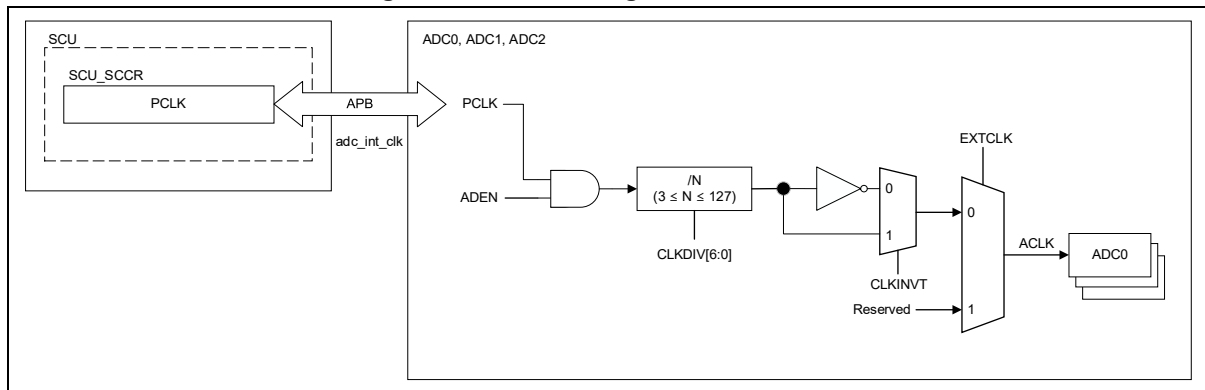 SCU
SCU_SCCR
PCLK
APB
adc_int_clk
ADC0, ADC1, ADC2
PCLK
ADEN
/N
(3 ≤ N ≤ 127)
CLKDIV[6:0]
0
1
CLKINVT
EXTCLK
0
1
Reserved
ACLK
ADC0